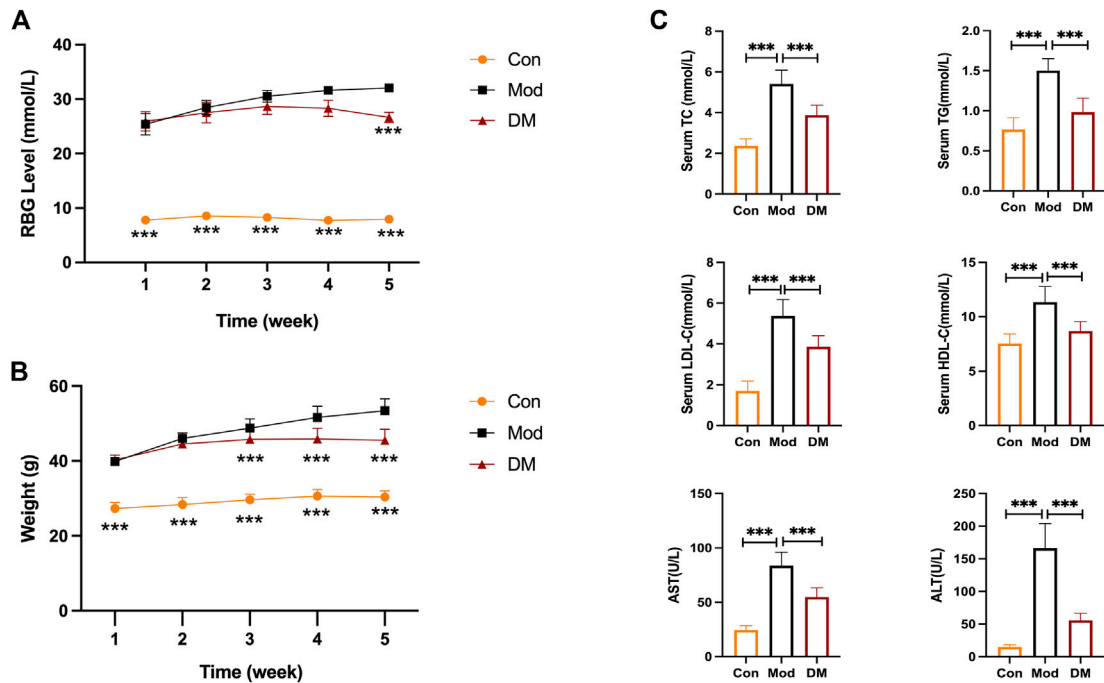 A
RBG Level (mmol/L)
40
30
20
10
0
***
*** *** *** *** ***
1 2 3 4 5
Time (week)
Con
Mod
DM
B
Weight (g)
60
40
20
0
*** *** ***
*** *** *** *** ***
1 2 3 4 5
Time (week)
Con
Mod
DM
C
Serum TC (mmol/L)
8
6
4
2
0
*** ***
Con Mod DM
Serum TG(mmol/L)
2.0
1.5
1.0
0.5
0.0
*** ***
Con Mod DM
Serum LDL-C(mmol/L)
8
6
4
2
0
*** ***
Con Mod DM
Serum HDL-C(mmol/L)
15
10
5
0
*** ***
Con Mod DM
AST(U/L)
150
100
50
0
*** ***
Con Mod DM
ALT(U/L)
250
200
150
100
50
0
*** ***
Con Mod DM